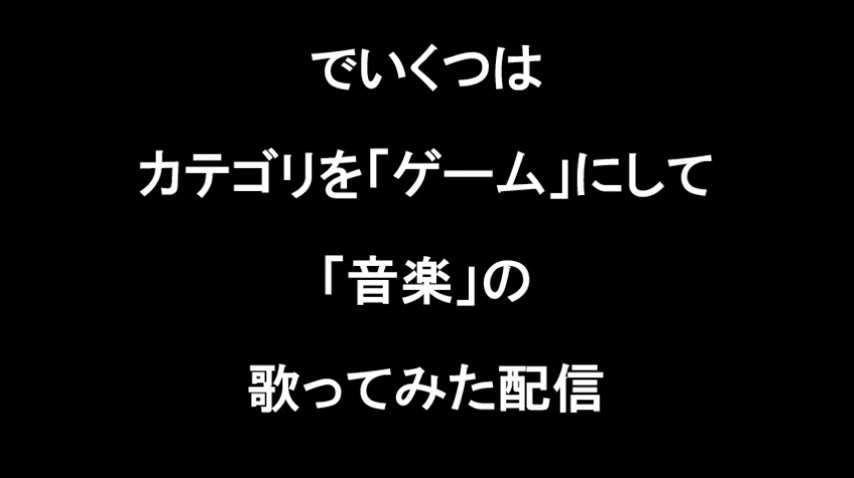 でいくつは
カテゴリを「ゲーム」にして
「音楽」の
歌ってみた配信